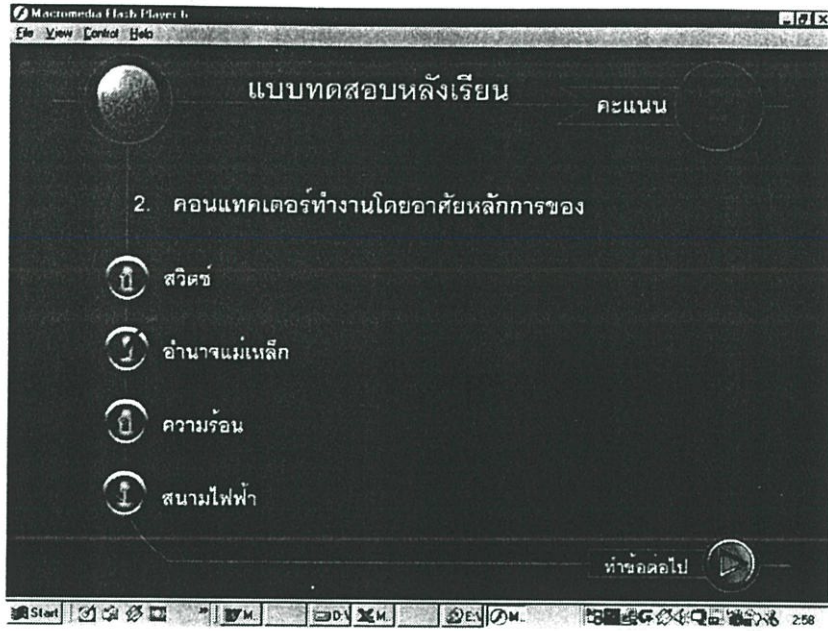 Macromedia Flash Player 6
File View Control Help
แบบทดสอบหลังเรียน
คะแนน
2. คอนแทคเตอร์ทำงานโดยอาศัยหลักการของ
สวิตช์
อำนาจแม่เหล็ก
ความร้อน
สนามไฟฟ้า
ทำข้อต่อไป
Start M.. D:\ M.. E:\ M.. 2:58